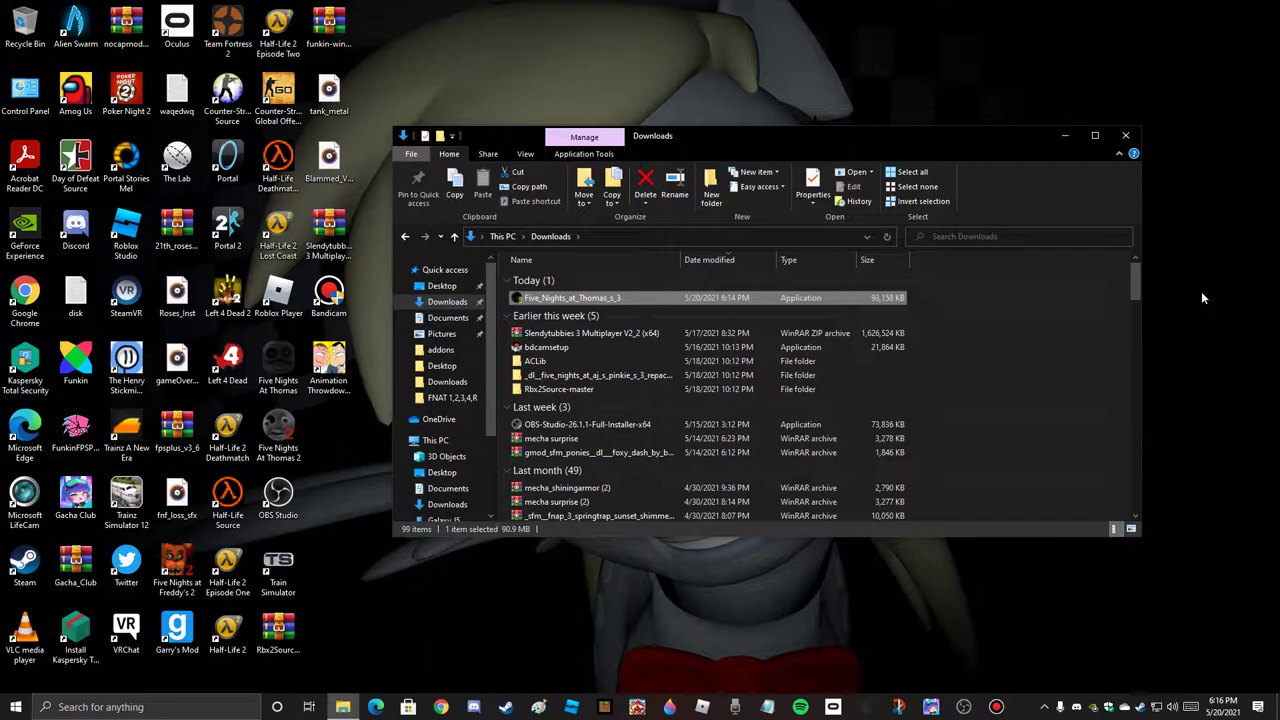 Recycle Bin
Alien Swarm
nocapmod...
Oculus
Team Fortress
2
Half-Life 2
Episode Two
funkin-win...
Control Panel
Amog Us
Poker Night 2
waqedwq
Counter-Str...
Source
Counter-Str...
Global Offe...
tank_metal
Acrobat
Reader DC
Day of Defeat
Source
Portal Stories
Mel
The Lab
Portal
Half-Life
Deathmat...
Blammed_V...
GeForce
Experience
Discord
Roblox
Studio
21th_roses...
Portal 2
Half-Life 2
Lost Coast
Slendytubb...
3 Multiplay...
Google
Chrome
disk
SteamVR
Roses_Inst
Left 4 Dead 2
Roblox Player
Bandicam
Kaspersky
Total Security
Funkin
The Henry
Stickmi...
gameOver...
Left 4 Dead
Five Nights
At Thomas
Animation
Throwdow...
Microsoft
Edge
FunkinFPSP...
Trainz A New
Era
fpsplus_v3_6
Half-Life 2
Deathmatch
Five Nights
At Thomas 2
Microsoft
LifeCam
Gacha Club
Trainz
Simulator 12
fnf_loss_sfx
Half-Life
Source
OBS Studio
Steam
Gacha_Club
Twitter
Five Nights at
Freddy's 2
Half-Life 2
Episode One
Train
Simulator
VLC media
player
Install
Kaspersky T...
VRChat
Garry's Mod
Half-Life 2
Rbx2Sourc...
Manage
Downloads
File
Home
Share
View
Application Tools
Pin to Quick
access
Copy
Paste
Cut
Copy path
Paste shortcut
Clipboard
Move
to
Copy
to
Delete
Rename
Organize
New
folder
New item
Easy access
New
Properties
Open
Edit
History
Open
Select all
Select none
Invert selection
Select
This PC
Downloads
Search Downloads
Quick access
Desktop
Downloads
Documents
Pictures
addons
Desktop
Downloads
FNAT 1,2,3,4,R
OneDrive
This PC
3D Objects
Desktop
Documents
Downloads
Name Date modified Type Size
Today (1)
Five_Nights_at_Thomas_s_3 5/20/2021 6:14 PM Application 93,158 KB
Earlier this week (5)
Slendytubbies 3 Multiplayer V2_2 (x64) 5/17/2021 8:32 PM WinRAR ZIP archive 1,626,524 KB
bdcamsetup 5/16/2021 10:13 PM Application 21,864 KB
ACLib 5/18/2021 10:12 PM File folder
_dl__five_nights_at_aj_s_pinkie_s_3_repac... 5/18/2021 10:12 PM File folder
Rbx2Source-master 5/18/2021 10:12 PM File folder
Last week (3)
OBS-Studio-26.1.1-Full-Installer-x64 5/15/2021 3:12 PM Application 73,836 KB
mecha surprise 5/14/2021 6:23 PM WinRAR archive 3,278 KB
gmod_sfm_ponies__dl__foxy_dash_by_b... 5/14/2021 6:12 PM WinRAR archive 1,846 KB
Last month (49)
mecha_shiningarmor (2) 4/30/2021 9:36 PM WinRAR archive 2,790 KB
mecha surprise (2) 4/30/2021 8:14 PM WinRAR archive 3,277 KB
_sfm__fnap_3_springtrap_sunset_shimme... 4/30/2021 8:07 PM WinRAR archive 10,050 KB
99 items
1 item selected 90.9 MB
Search for anything
6:16 PM
5/20/2021